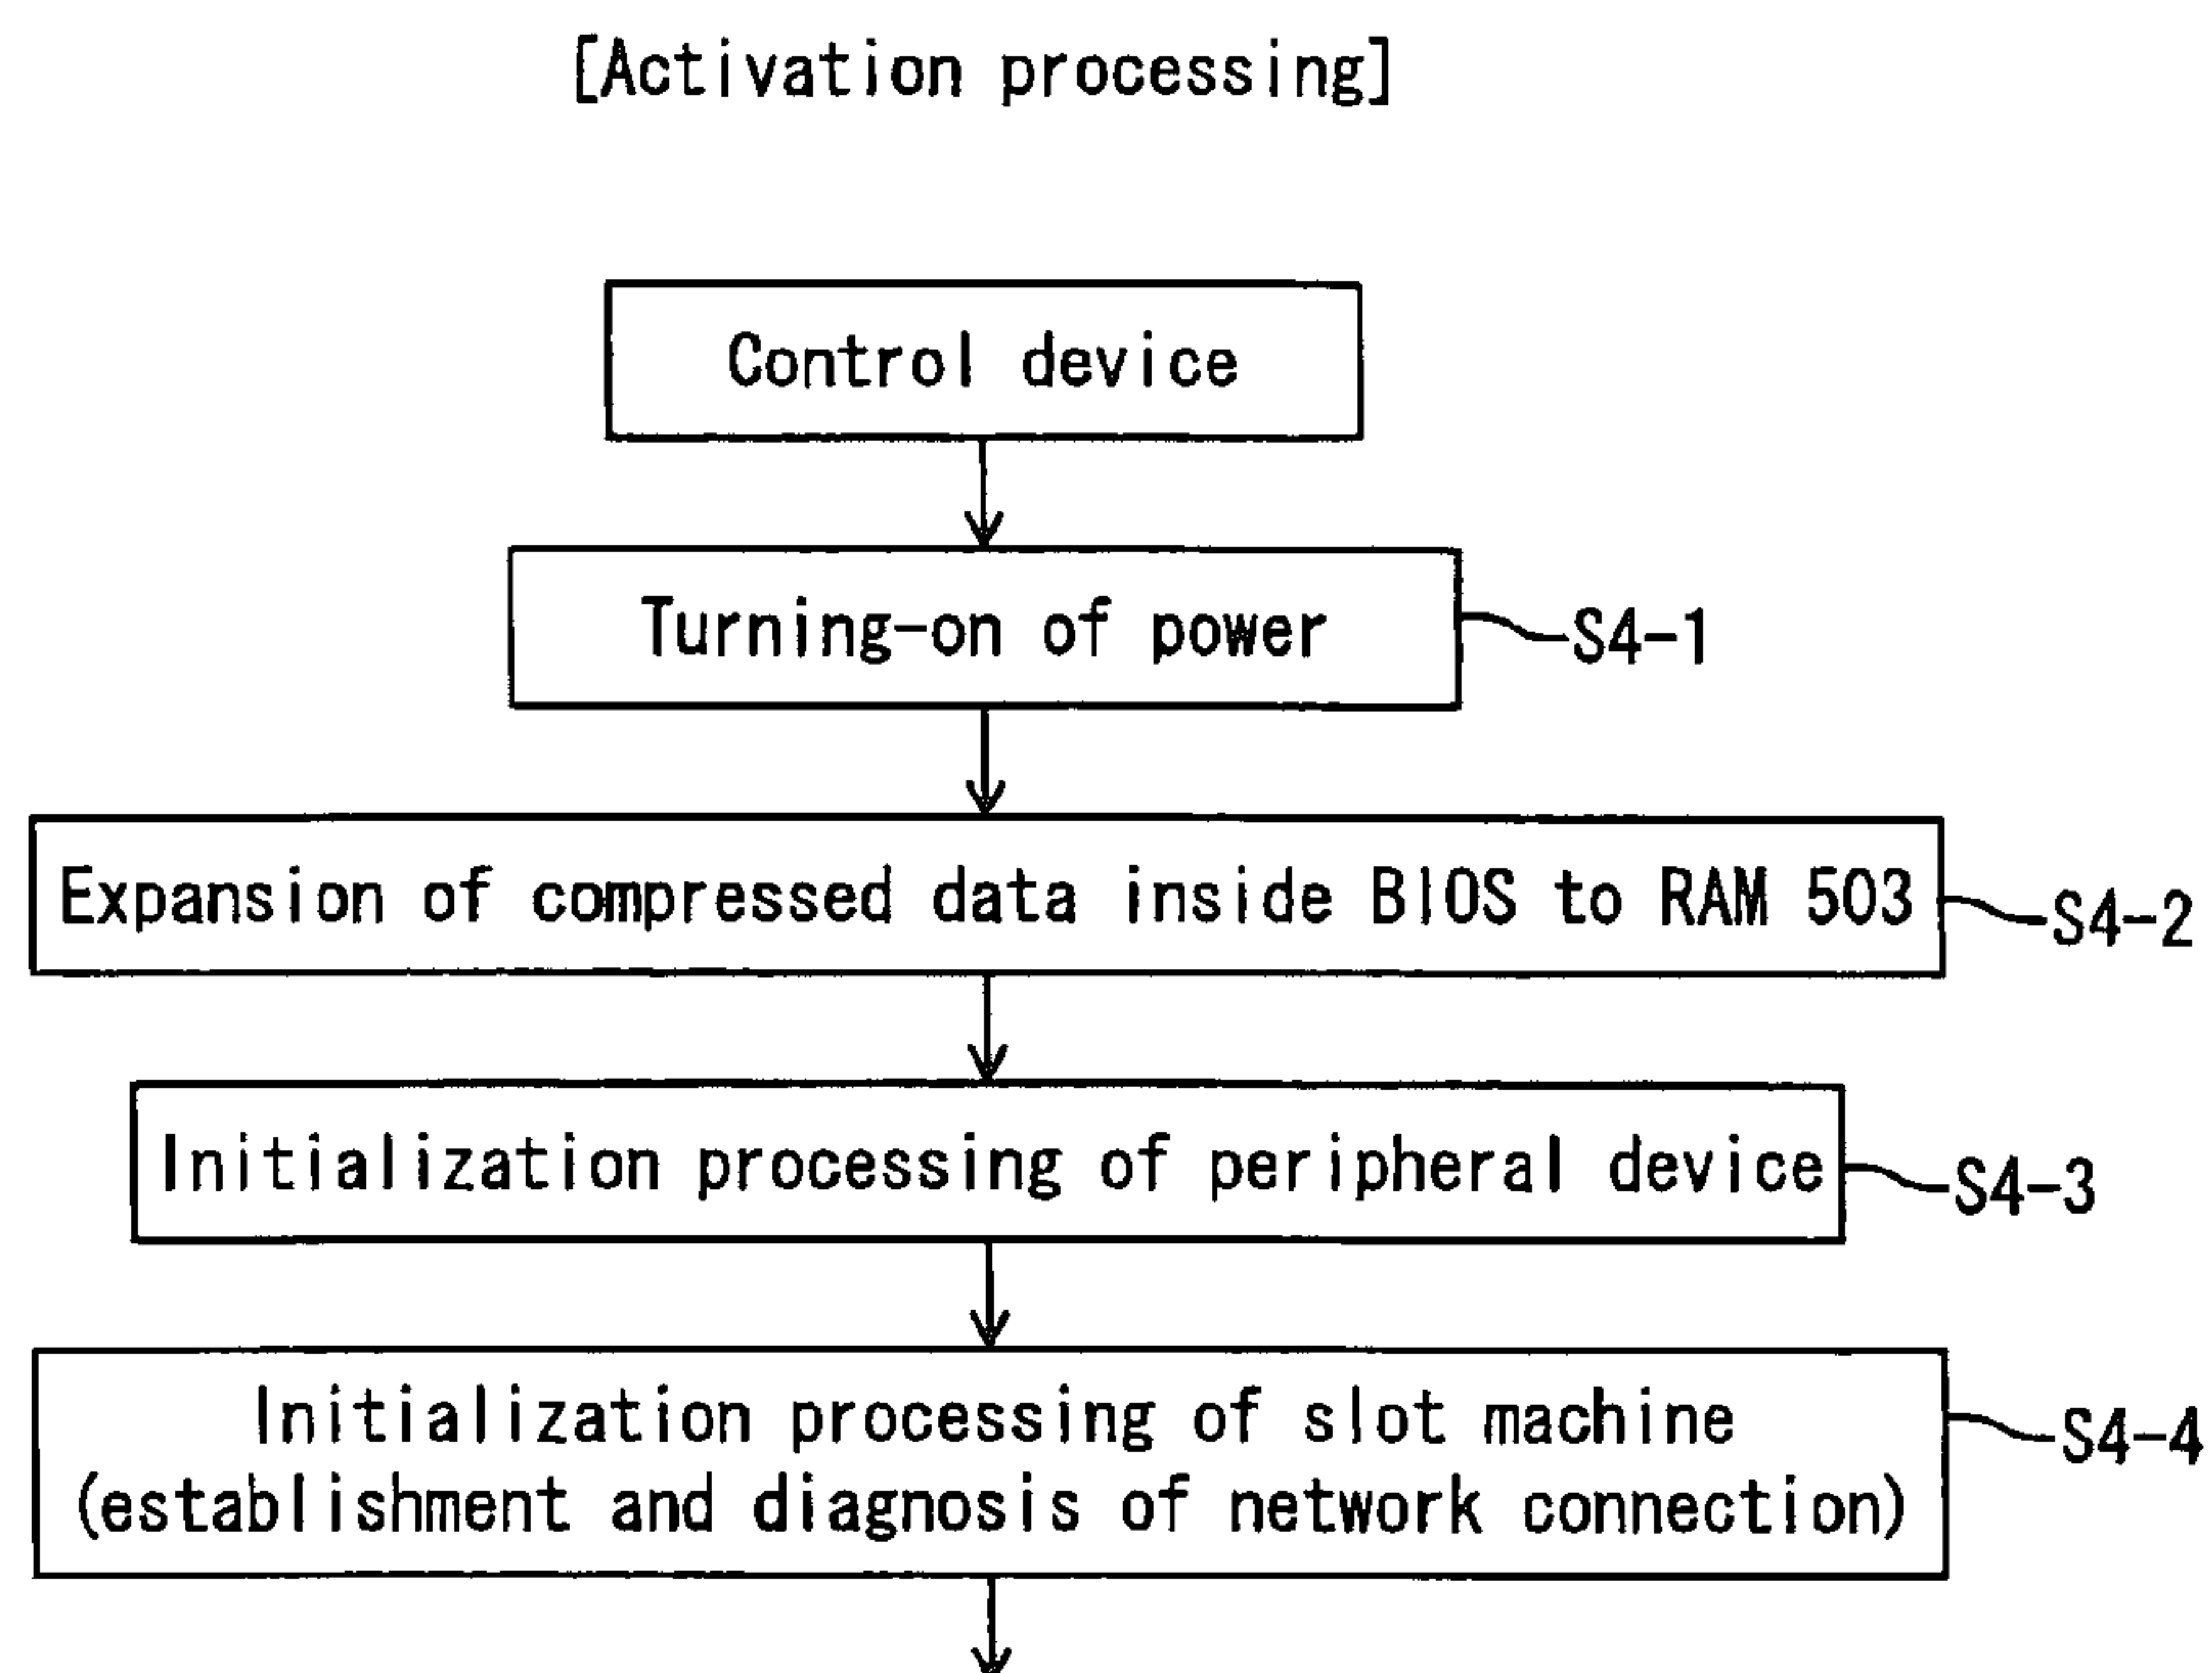 [Activation processing]
Control device
Turning-on of power
S4-1
Expansion of compressed data inside BIOS to RAM 503
S4-2
Initialization processing of peripheral device
S4-3
Initialization processing of slot machine
(establishment and diagnosis of network connection)
S4-4